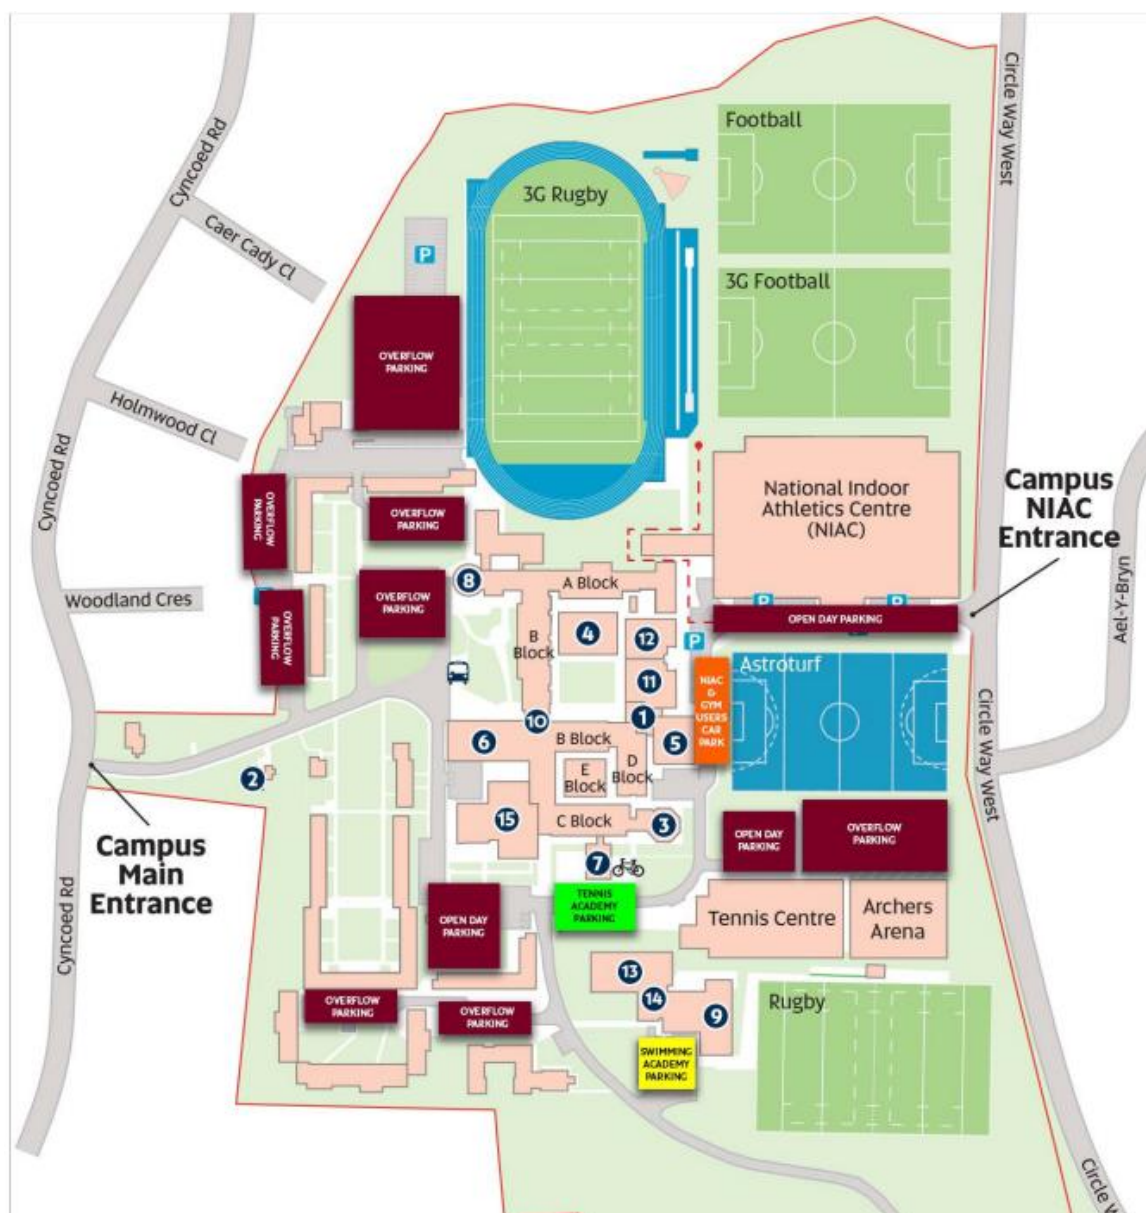 Circle Way West
Football
Cyncoed Rd
3G Rugby
Caer Cady Cl
P
3G Football
OVERFLOW
PARKING
Holmwood Cl
Cyncoed Rd
National Indoor
Athletics Centre
(NIAC)
Campus
NIAC
Entrance
OVERFLOW
PARKING
OVERFLOW
PARKING
8
A Block
Ael-Y-Bryn
Woodland Cres
OVERFLOW
PARKING
OVERFLOW
PARKING
P
P
OPEN DAY PARKING
4
12
P
B
Block
Astroturf
11
NIAC
&
GYM
USERS
CAR
PARK
10
1
6
B Block
5
Circle Way West
D
Block
E
Block
2
15
C Block
3
OPEN DAY
PARKING
OVERFLOW
PARKING
Campus
Main
Entrance
7
TENNIS
ACADEMY
PARKING
OPEN DAY
PARKING
Tennis Centre
Archers
Arena
Cyncoed Rd
13
14
9
Rugby
OVERFLOW
PARKING
OVERFLOW
PARKING
SWIMMING
ACADEMY
PARKING
Circle W